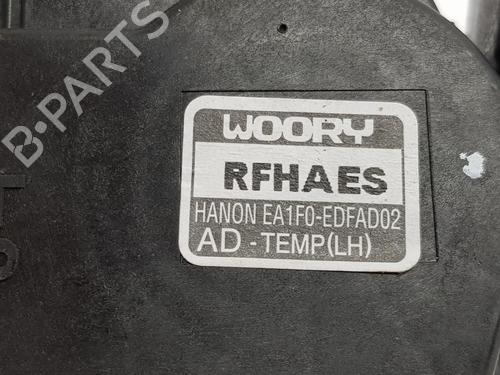 B-PARTS
WOORY
RFHAES
HANON EA1F0-EDFAD02
AD - TEMP(LH)